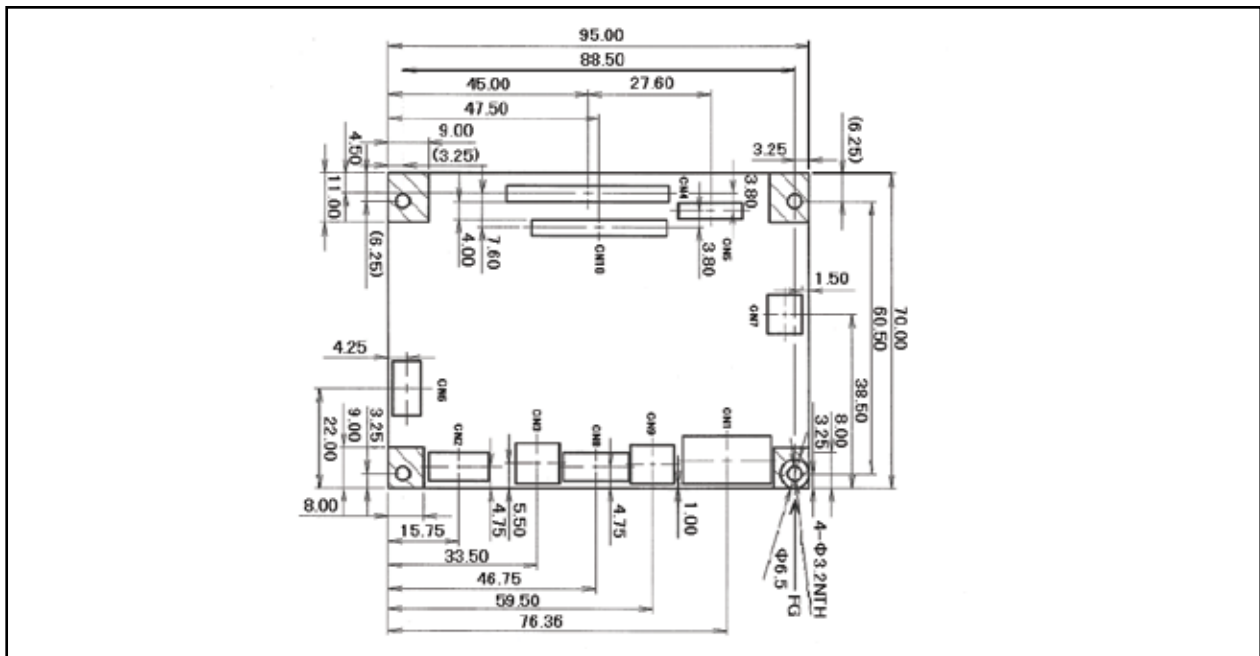 95.00
88.50
45.00
27.60
47.50
9.00
(3.25)
4.50
11.00
(6.25)
3.25
(6.25)
CN4
3.80
CN5
3.80
CN10
4.00
7.60
1.50
CN7
70.00
60.50
38.50
4.25
CN6
22.00
9.00
3.25
8.00
CN2
CN3
CN8
CN9
CN1
8.00
3.25
15.75
4.75
5.50
4.75
1.00
33.50
46.75
59.50
76.36
Φ6.5
FG
4-Φ3.2NTH